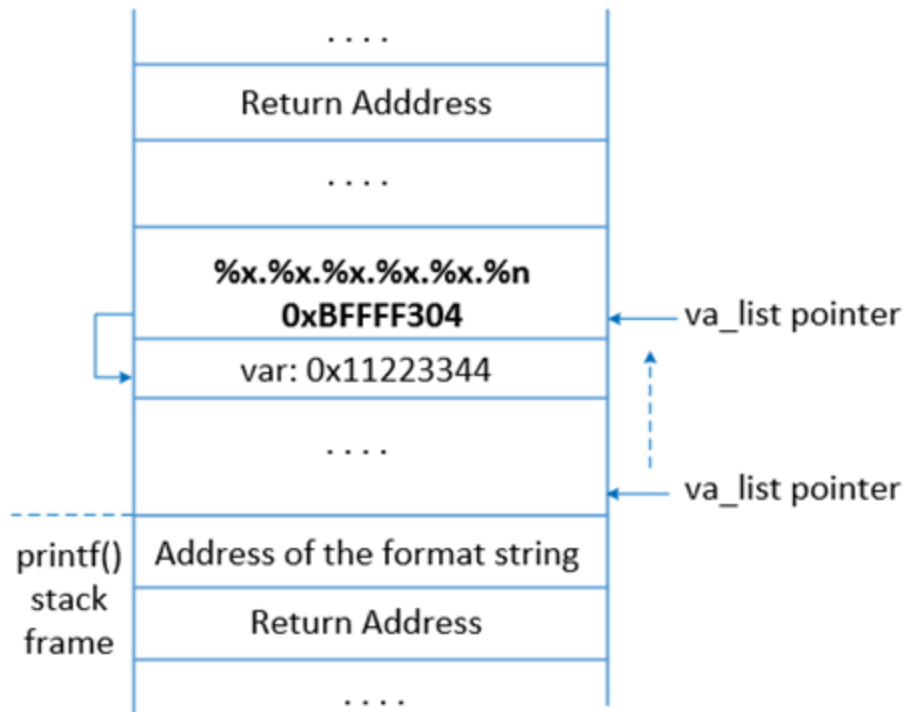 . . . .
Return Adddress
. . . .
%x.%x.%x.%x.%x.%n
0xBFFFF304
va_list pointer
var: 0x11223344
. . . .
va_list pointer
printf()
stack
frame
Address of the format string
Return Address
. . . .